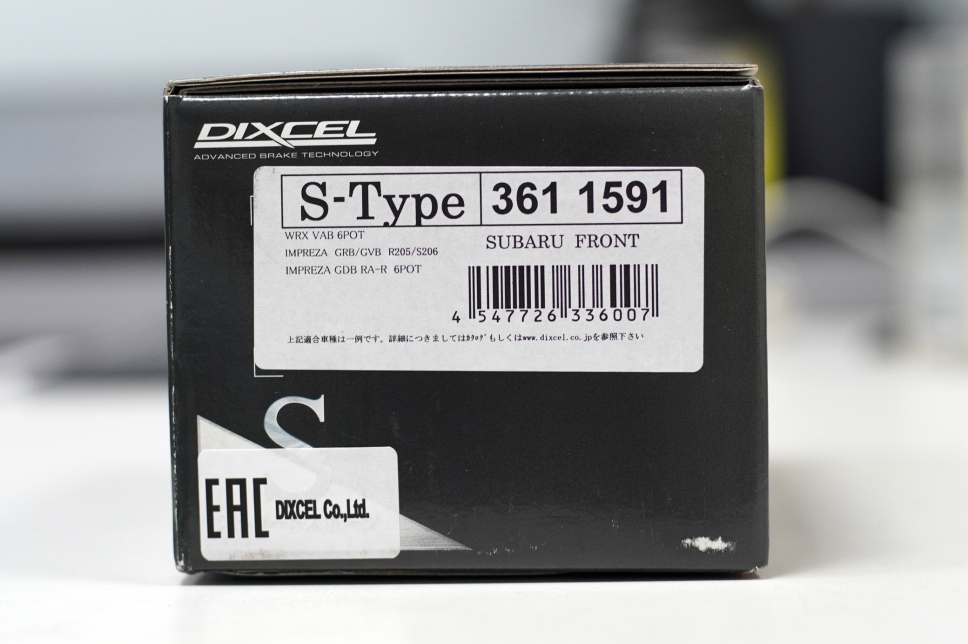 DIXCEL
ADVANCED BRAKE TECHNOLOGY
S-Type 361 1591
WRX VAB 6POT
SUBARU FRONT
IMPREZA GRB/GVB R205/S206
IMPREZA GDB RA-R 6POT
4 547726 336007
上記適合車種は一例です。詳細につきましてはｶﾀﾛｸﾞもしくはwww.dixcel.co.jpを参照下さい
S
EAC DIXCEL Co.,Ltd.